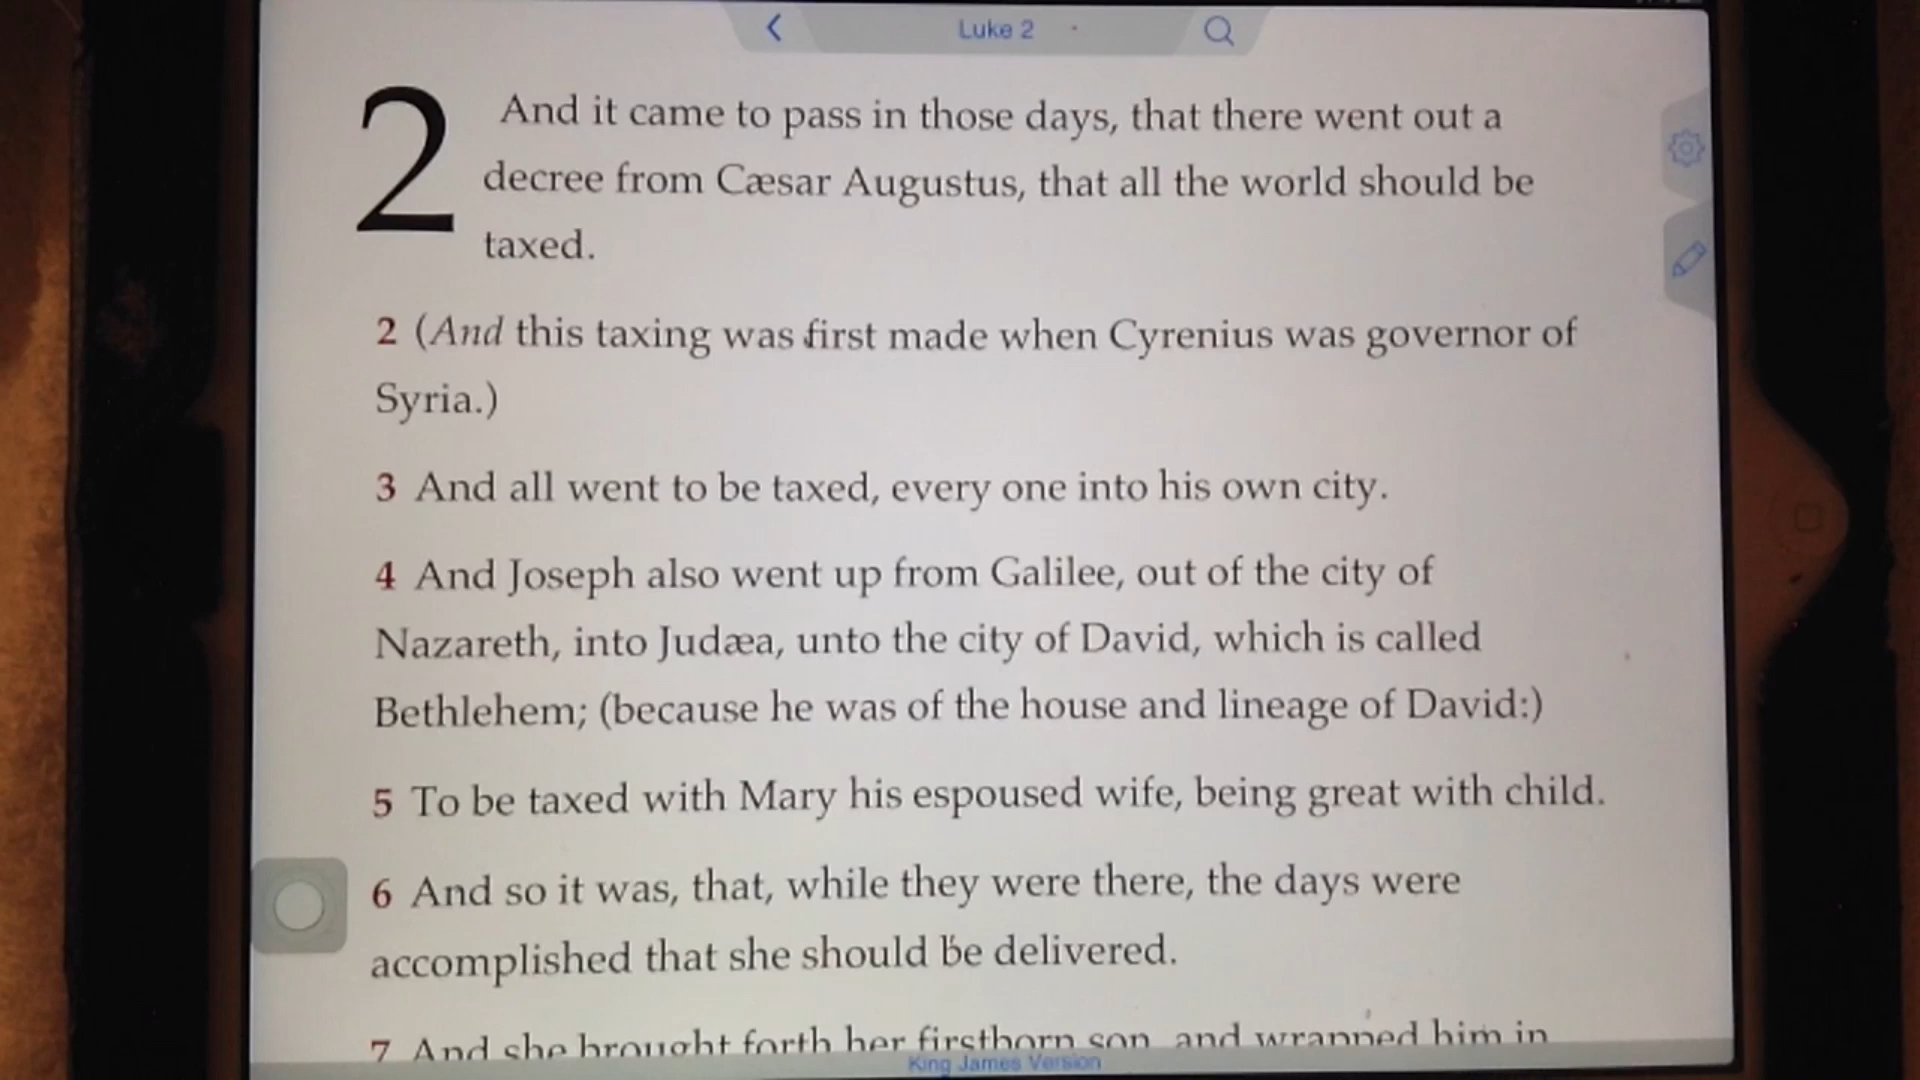 Luke 2
2 And it came to pass in those days, that there went out a
decree from Cæsar Augustus, that all the world should be
taxed.
2 (And this taxing was first made when Cyrenius was governor of
Syria.)
3 And all went to be taxed, every one into his own city.
4 And Joseph also went up from Galilee, out of the city of
Nazareth, into Judæa, unto the city of David, which is called
Bethlehem; (because he was of the house and lineage of David:)
5 To be taxed with Mary his espoused wife, being great with child.
6 And so it was, that, while they were there, the days were
accomplished that she should be delivered.
7 And she brought forth her firstborn son, and wrapped him in
King James Version